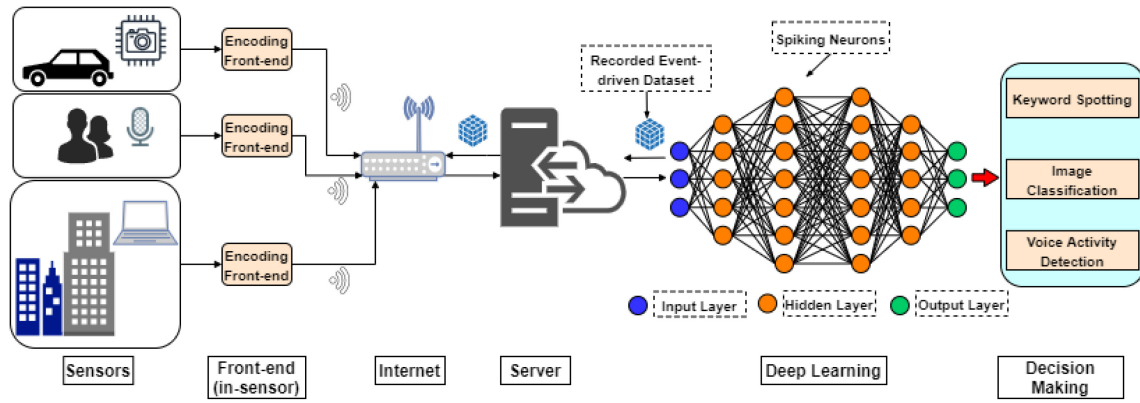 Encoding
Front-end
Encoding
Front-end
Encoding
Front-end
Recorded Event-
driven Dataset
Spiking Neurons
Keyword Spotting
Image
Classification
Voice Activity
Detection
Input Layer
Hidden Layer
Output Layer
Sensors
Front-end
(in-sensor)
Internet
Server
Deep Learning
Decision
Making